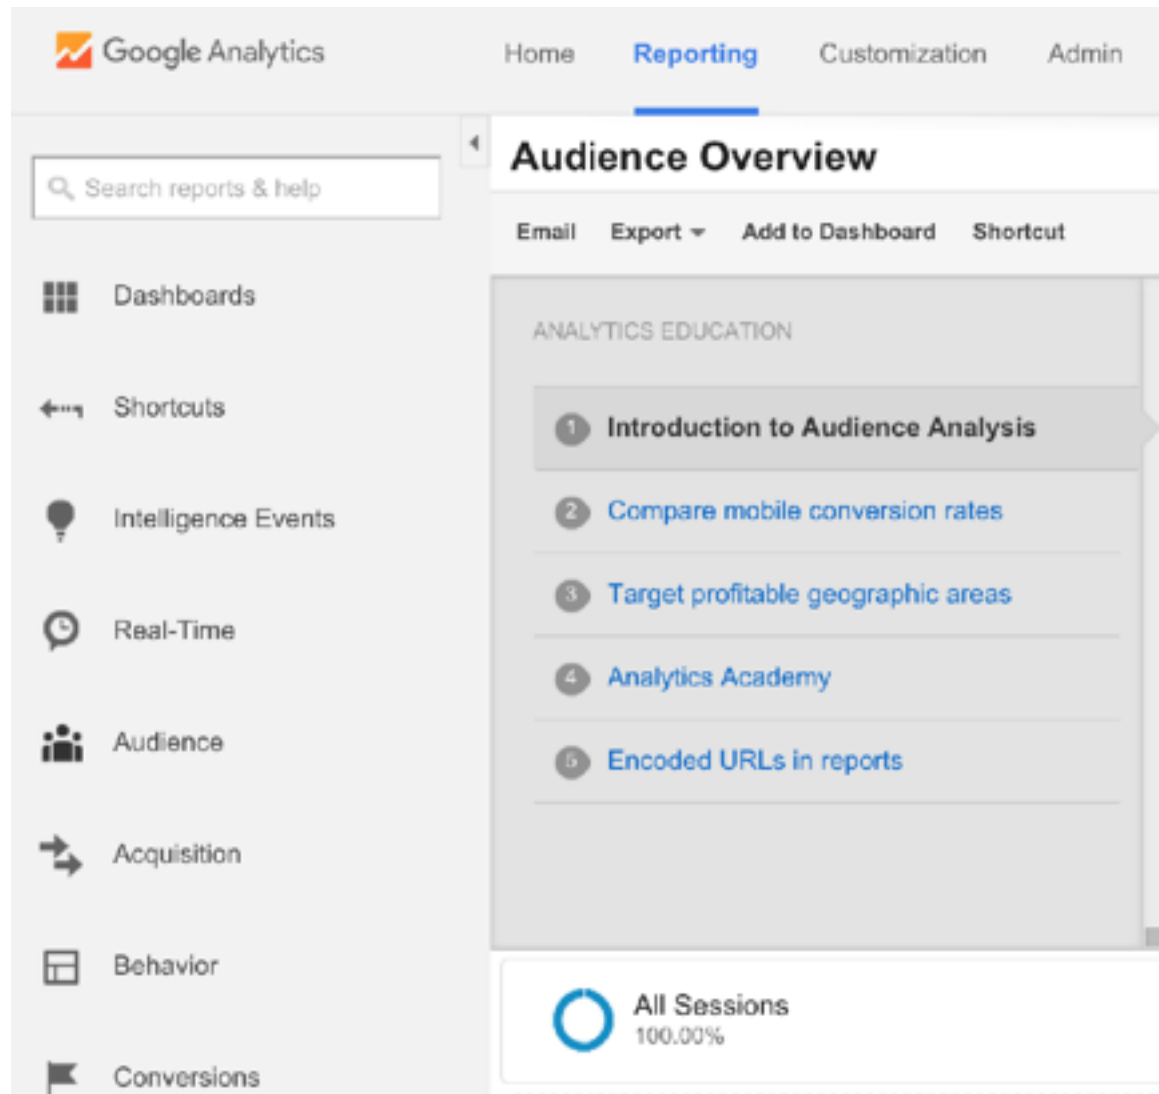 Google Analytics
Home Reporting Customization Admin
Search reports & help
Dashboards
Shortcuts
Intelligence Events
Real-Time
Audience
Acquisition
Behavior
Conversions
Audience Overview
Email Export Add to Dashboard Shortcut
ANALYTICS EDUCATION
1 Introduction to Audience Analysis
2 Compare mobile conversion rates
3 Target profitable geographic areas
4 Analytics Academy
5 Encoded URLs in reports
All Sessions
100.00%